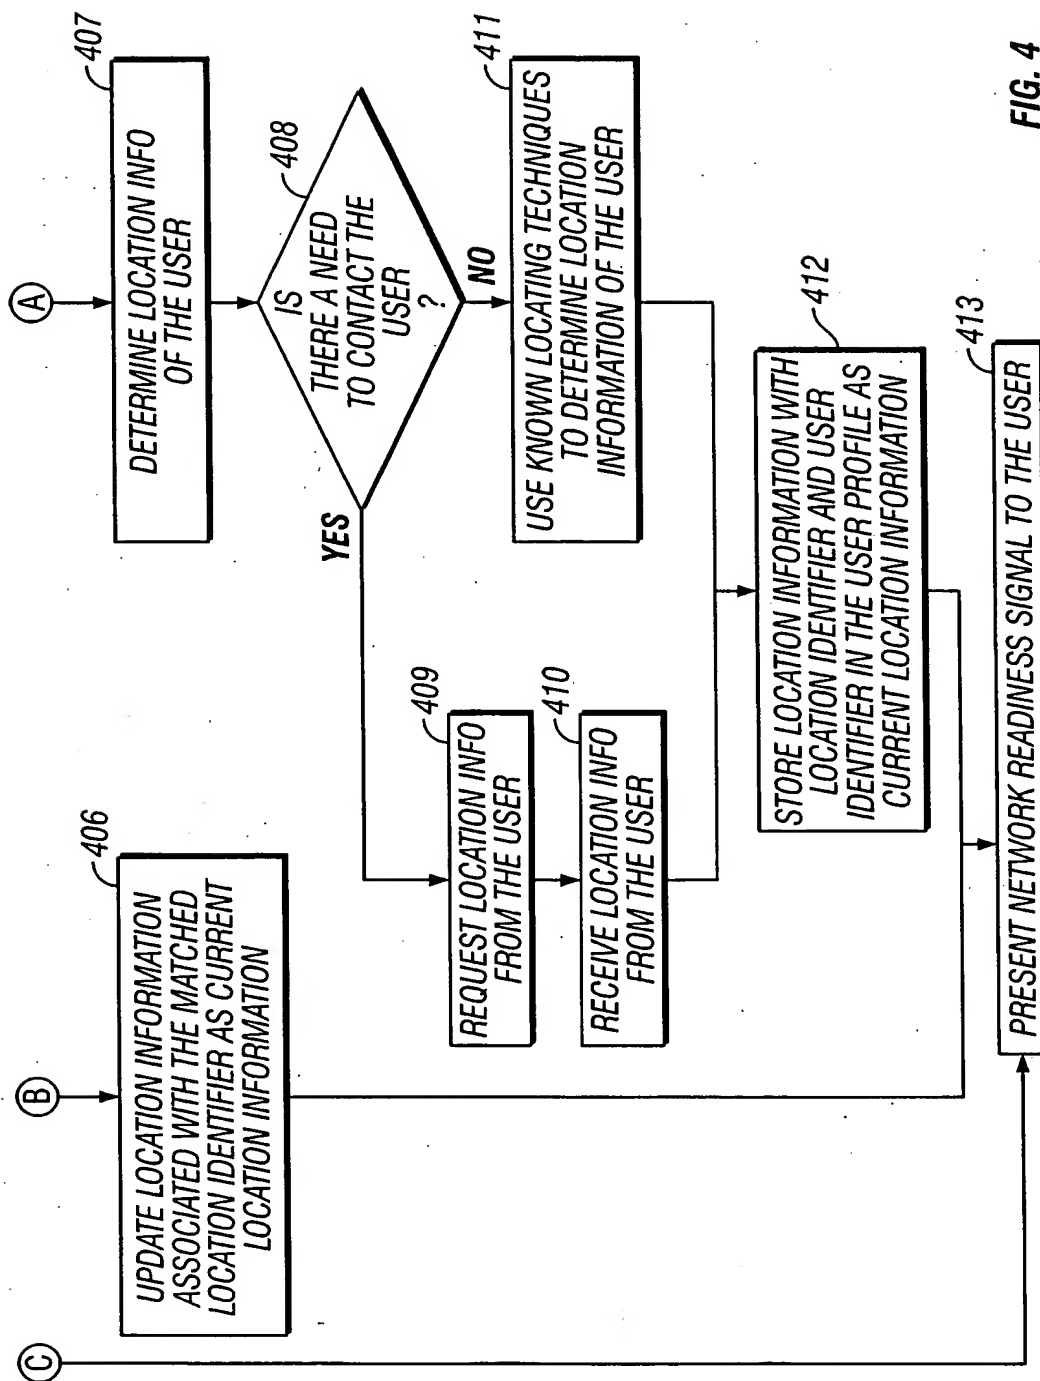 C
B
406
UPDATE LOCATION INFORMATION
ASSOCIATED WITH THE MATCHED
LOCATION IDENTIFIER AS CURRENT
LOCATION INFORMATION
A
407
DETERMINE LOCATION INFO
OF THE USER
408
IS
THERE A NEED
TO CONTACT THE
USER
?
YES
NO
409
REQUEST LOCATION INFO
FROM THE USER
410
RECEIVE LOCATION INFO
FROM THE USER
411
USE KNOWN LOCATING TECHNIQUES
TO DETERMINE LOCATION
INFORMATION OF THE USER
412
STORE LOCATION INFORMATION WITH
LOCATION IDENTIFIER AND USER
IDENTIFIER IN THE USER PROFILE AS
CURRENT LOCATION INFORMATION
413
PRESENT NETWORK READINESS SIGNAL TO THE USER
FIG. 4